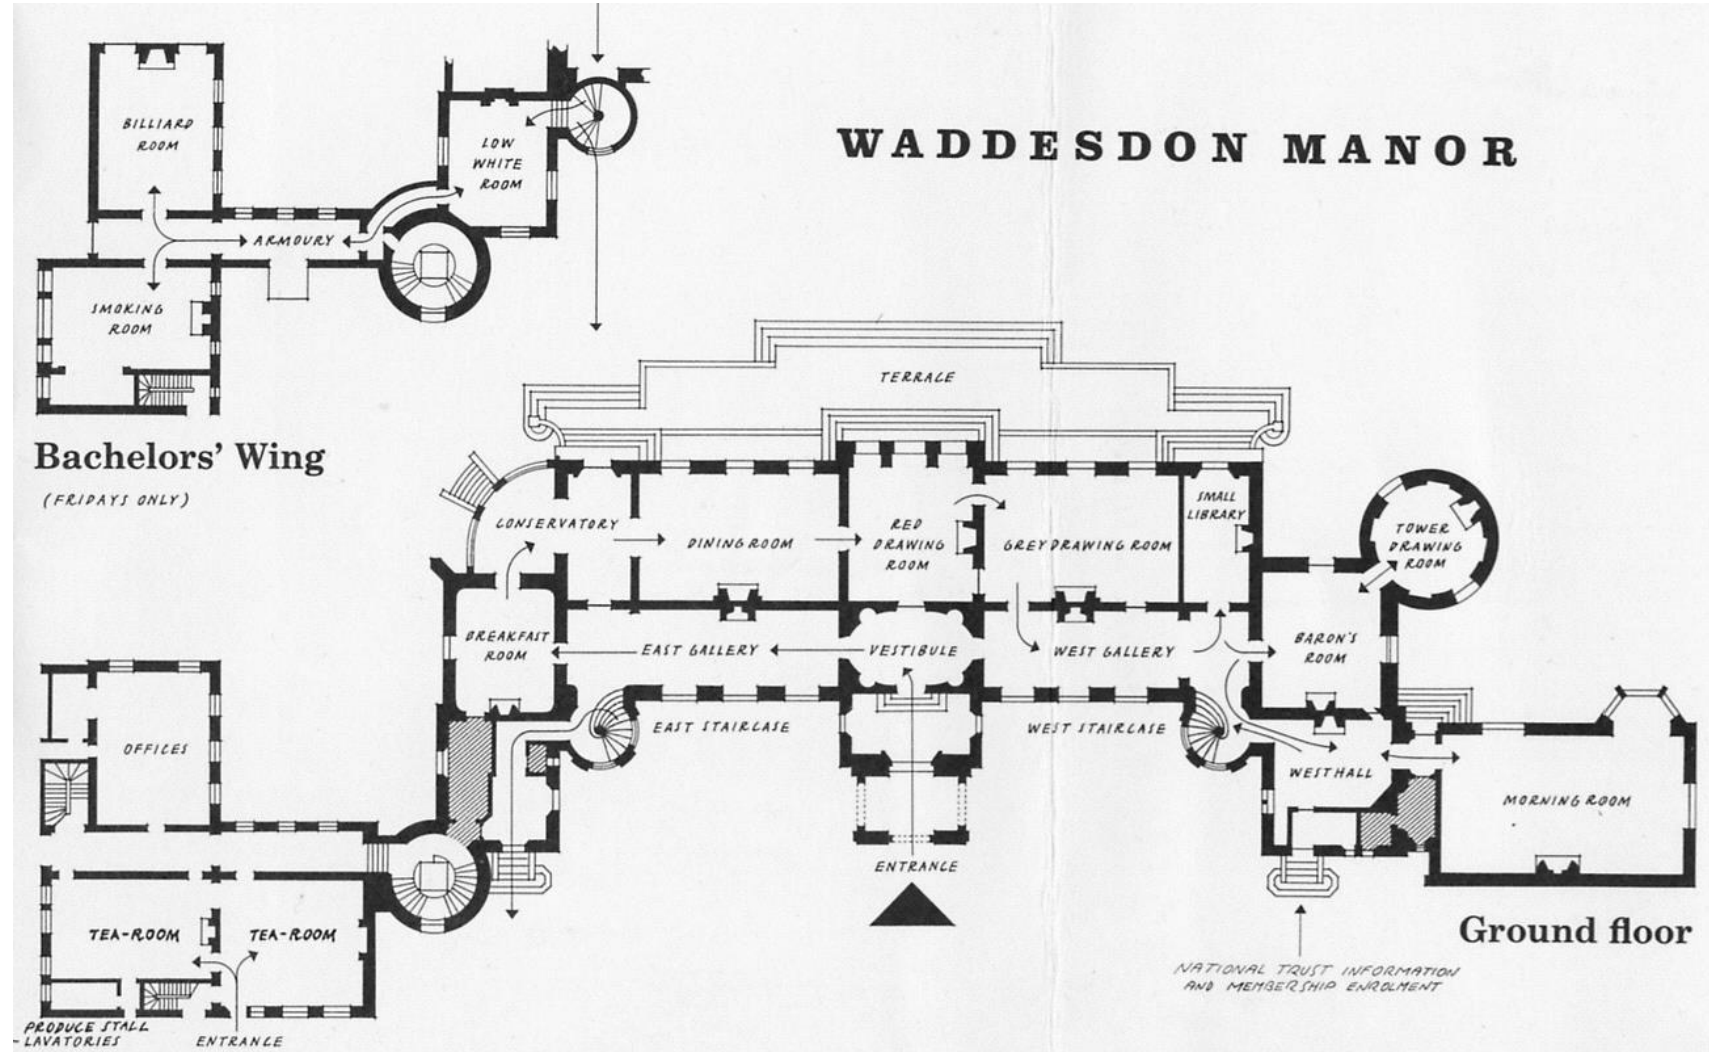 WADDESDON MANOR
BILLIARD
ROOM
LOW
WHITE
ROOM
ARMOURY
SMOKING
ROOM
Bachelors' Wing
(FRIDAYS ONLY)
TERRACE
CONSERVATORY
DINING ROOM
RED
DRAWING
ROOM
GREY DRAWING ROOM
SMALL
LIBRARY
TOWER
DRAWING
ROOM
BREAKFAST
ROOM
EAST GALLERY
VESTIBULE
WEST GALLERY
BARON'S
ROOM
EAST STAIRCASE
WEST STAIRCASE
OFFICES
WEST HALL
MORNING ROOM
ENTRANCE
TEA-ROOM
TEA-ROOM
Ground floor
NATIONAL TRUST INFORMATION
AND MEMBERSHIP ENROLMENT
PRODUCE STALL
-LAVATORIES
ENTRANCE